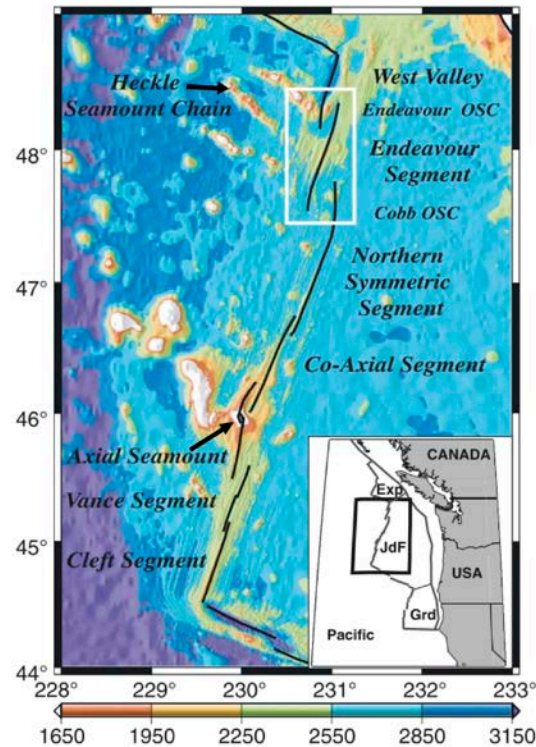 West Valley
Heckle
Seamount Chain
Endeavour OSC
48°
Endeavour
Segment
Cobb OSC
47°
Northern
Symmetric
Segment
Co-Axial Segment
46°
Axial Seamount
Vance Segment
45°
Cleft Segment
44°
CANADA
Exp
JdF
USA
Grd
Pacific
228°
229°
230°
231°
232°
233°
1650
1950
2250
2550
2850
3150